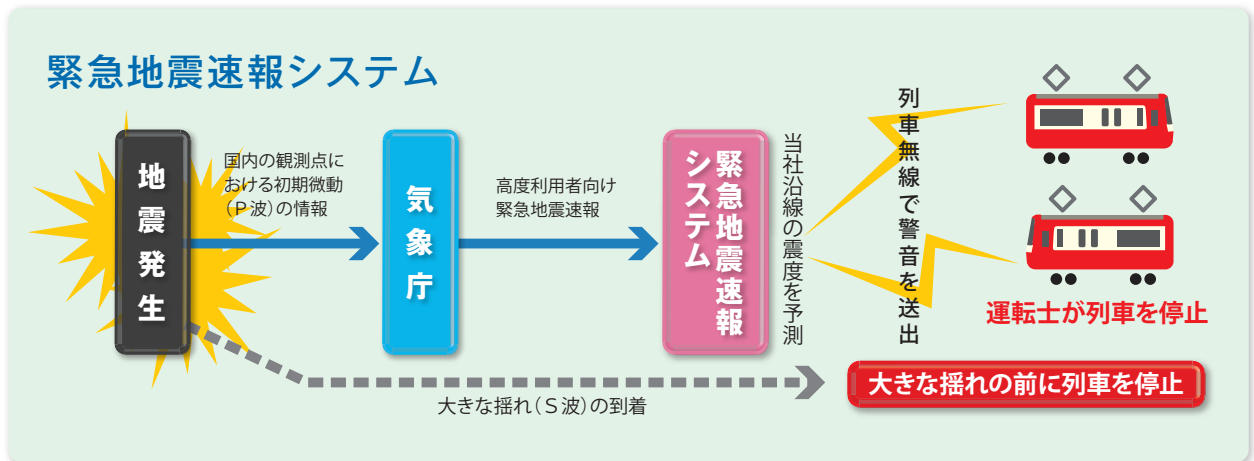 緊急地震速報システム
地震発生
国内の観測点に
おける初期微動
（P波）の情報
気象庁
高度利用者向け
緊急地震速報
緊急地震速報
システム
当社沿線の震度を予測
列車無線で警音を送出
運転士が列車を停止
大きな揺れ（S波）の到着
大きな揺れの前に列車を停止